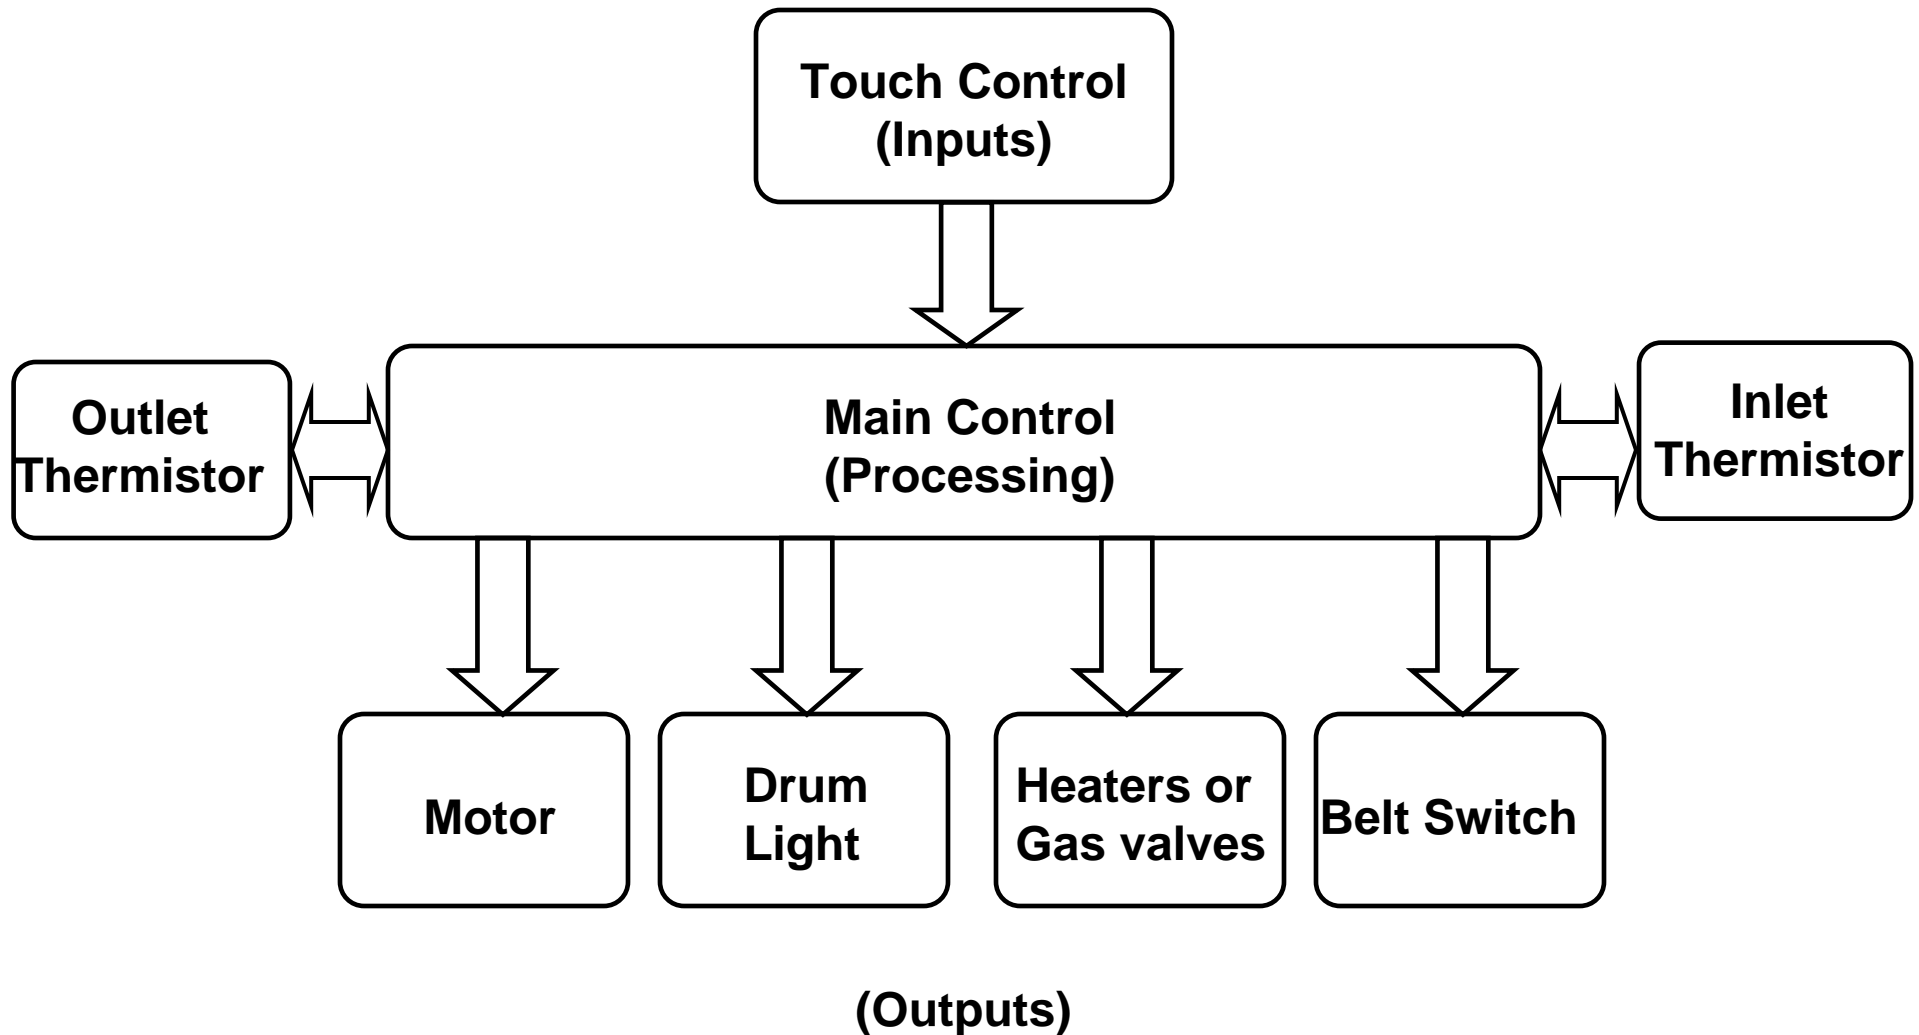 Touch Control
(Inputs)
Outlet
Thermistor
Main Control
(Processing)
Inlet
Thermistor
Motor
Drum
Light
Heaters or
Gas valves
Belt Switch
(Outputs)